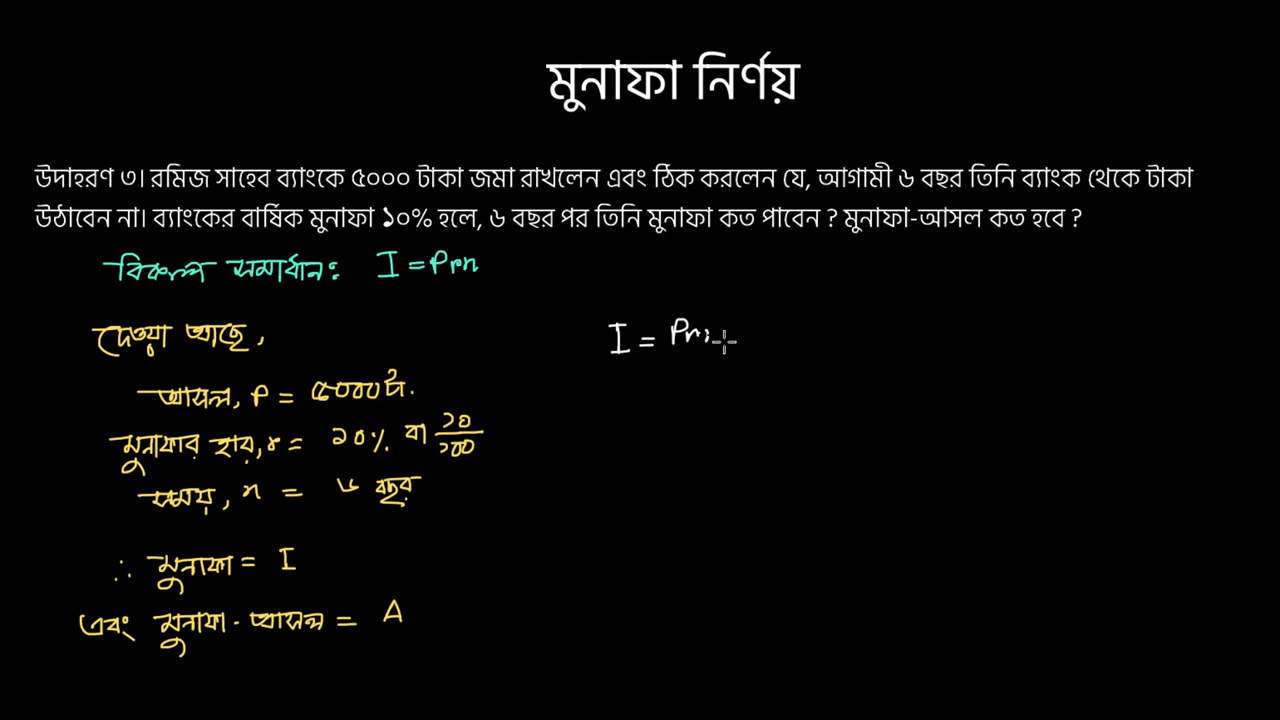 মুনাফা নির্ণয়
উদাহরণ ৩। রমিজ সাহেব ব্যাংকে ৫০০০ টাকা জমা রাখলেন এবং ঠিক করলেন যে, আগামী ৬ বছর তিনি ব্যাংক থেকে টাকা
উঠাবেন না। ব্যাংকের বার্ষিক মুনাফা ১০% হলে, ৬ বছর পর তিনি মুনাফা কত পাবেন ? মুনাফা-আসল কত হবে ?
বিকল্প সমাধান: I = Prn
দেওয়া আছে,
আসল, P = ৫০০০ টা.
মুনাফার হার, r = ১০% বা ১০/১০০
সময়, n = ৬ বছর
∴ মুনাফা = I
এবং মুনাফা-আসল = A
I = Pr